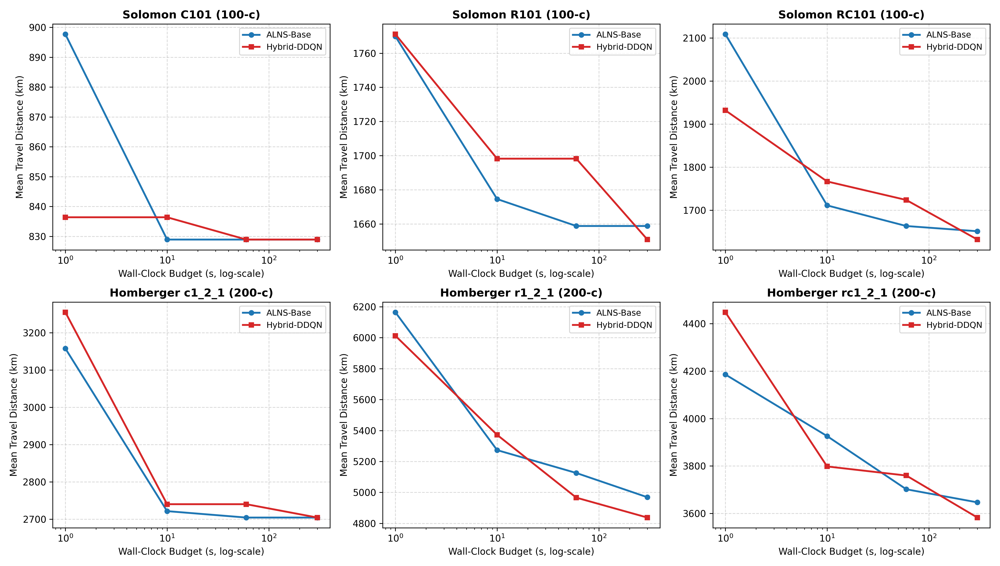 Solomon C101 (100-c)
Mean Travel Distance (km)
900
890
880
870
860
850
840
830
ALNS-Base
Hybrid-DDQN
10⁰
10¹
10²
Wall-Clock Budget (s, log-scale)
Solomon R101 (100-c)
Mean Travel Distance (km)
1760
1740
1720
1700
1680
1660
ALNS-Base
Hybrid-DDQN
10⁰
10¹
10²
Wall-Clock Budget (s, log-scale)
Solomon RC101 (100-c)
Mean Travel Distance (km)
2100
2000
1900
1800
1700
ALNS-Base
Hybrid-DDQN
10⁰
10¹
10²
Wall-Clock Budget (s, log-scale)
Homberger c1_2_1 (200-c)
Mean Travel Distance (km)
3200
3100
3000
2900
2800
2700
ALNS-Base
Hybrid-DDQN
10⁰
10¹
10²
Wall-Clock Budget (s, log-scale)
Homberger r1_2_1 (200-c)
Mean Travel Distance (km)
6200
6000
5800
5600
5400
5200
5000
4800
ALNS-Base
Hybrid-DDQN
10⁰
10¹
10²
Wall-Clock Budget (s, log-scale)
Homberger rc1_2_1 (200-c)
Mean Travel Distance (km)
4400
4200
4000
3800
3600
ALNS-Base
Hybrid-DDQN
10⁰
10¹
10²
Wall-Clock Budget (s, log-scale)